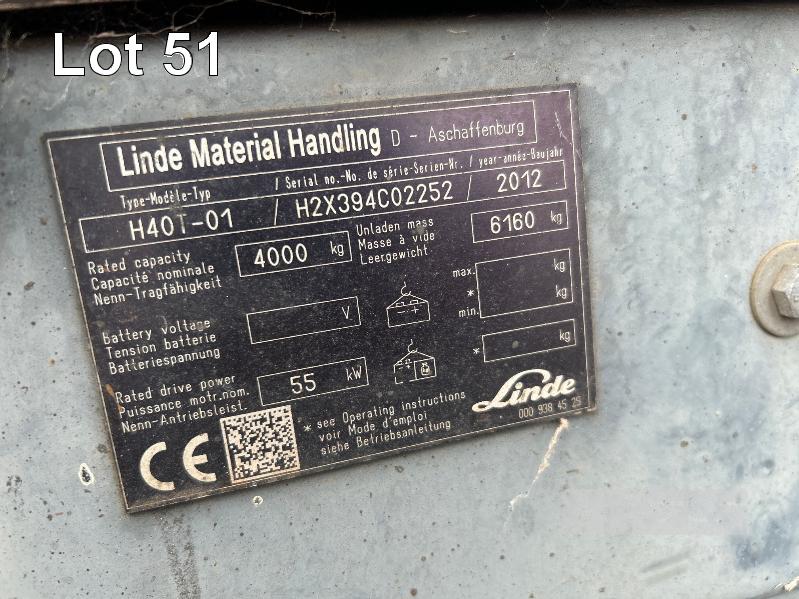 Lot 51
Linde Material Handling D - Aschaffenburg
Type-Modèle-Typ / Serial no.-No. de série-Serien-Nr. / year-année-Baujahr
H40T-01 / H2X394C02252 / 2012
Rated capacity
Capacité nominale
Nenn-Tragfähigkeit
4000 kg
Unladen mass
Masse à vide
Leergewicht
6160 kg
Battery voltage
Tension batterie
Batteriespannung
V
- +
max. kg
*
min. kg
Rated drive power
Puissance motr.nom.
Nenn-Antriebsleist.
55 kW
* kg
* see Operating instructions
voir Mode d'emploi
siehe Betriebsanleitung
Linde
000 938 45 25
CE